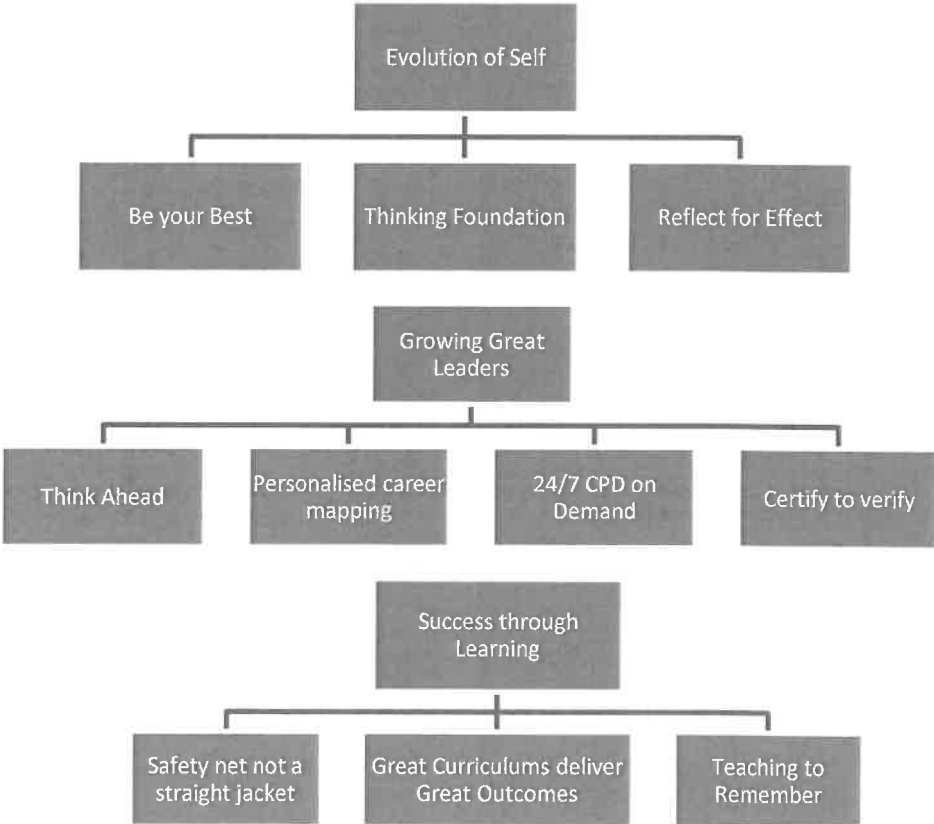 Evolution of Self
Be your Best
Thinking Foundation
Reflect for Effect
Growing Great
Leaders
Think Ahead
Personalised career
mapping
24/7 CPD on
Demand
Certify to verify
Success through
Learning
Safety net not a
straight jacket
Great Curriculums deliver
Great Outcomes
Teaching to
Remember